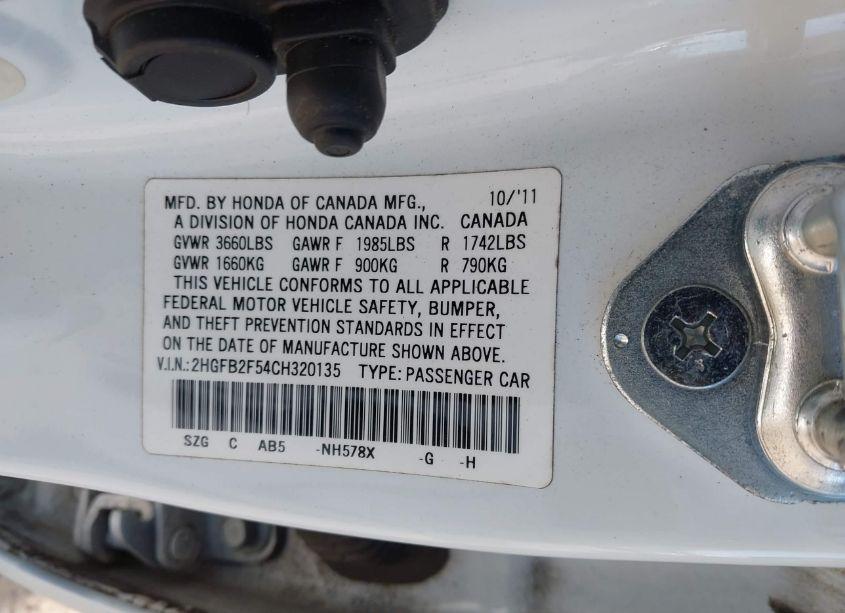 MFD. BY HONDA OF CANADA MFG., 10/'11
A DIVISION OF HONDA CANADA INC. CANADA
GVWR 3660LBS GAWR F 1985LBS R 1742LBS
GVWR 1660KG GAWR F 900KG R 790KG
THIS VEHICLE CONFORMS TO ALL APPLICABLE
FEDERAL MOTOR VEHICLE SAFETY, BUMPER,
AND THEFT PREVENTION STANDARDS IN EFFECT
ON THE DATE OF MANUFACTURE SHOWN ABOVE.
V.I.N.:2HGFB2F54CH320135 TYPE:PASSENGER CAR
SZG C AB5 -NH578X -G -H